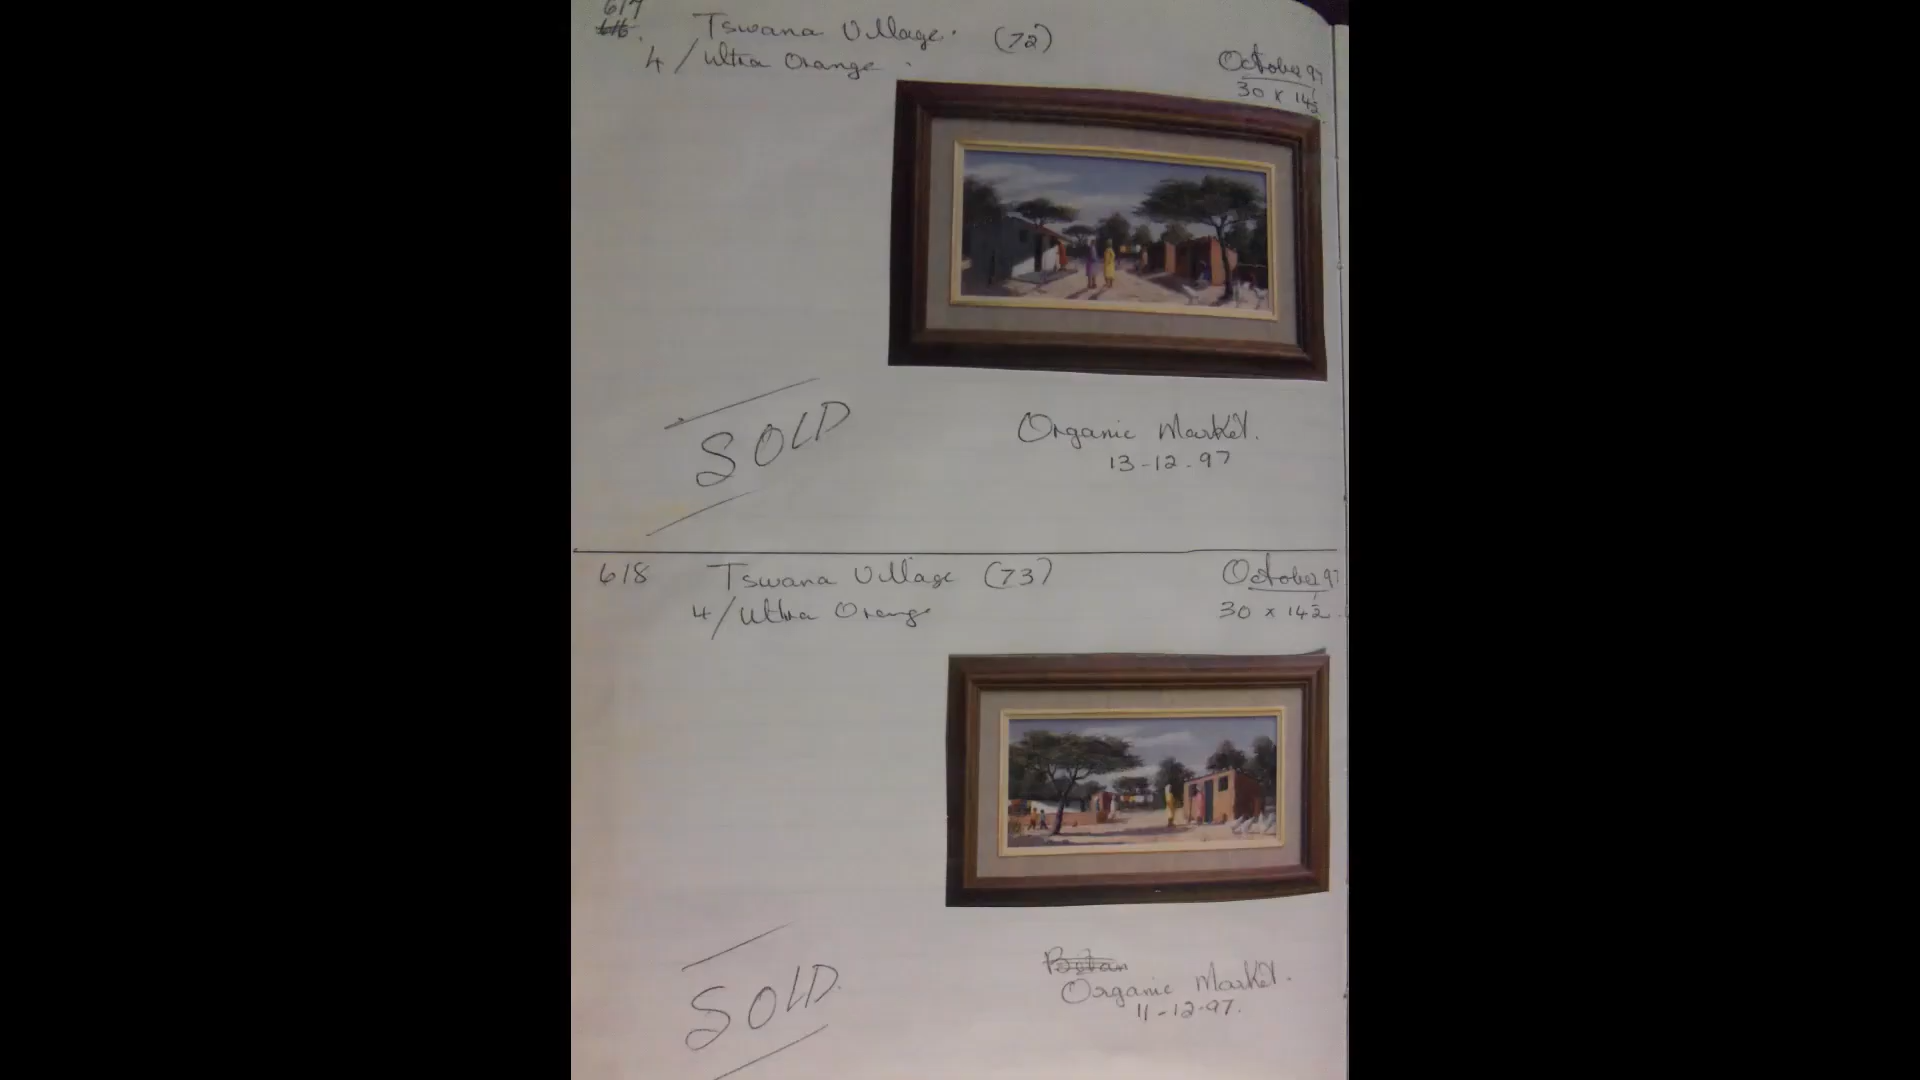 617
616.
Tswana Village. (72)
4/Ultra Orange.
October 97
30 x 14½
SOLD
Organic Market.
13-12.97
618 Tswana Village (73)
4/Ultra Orange
October 97
30 x 14½
SOLD.
Botan
Organic Market.
11-12.97.